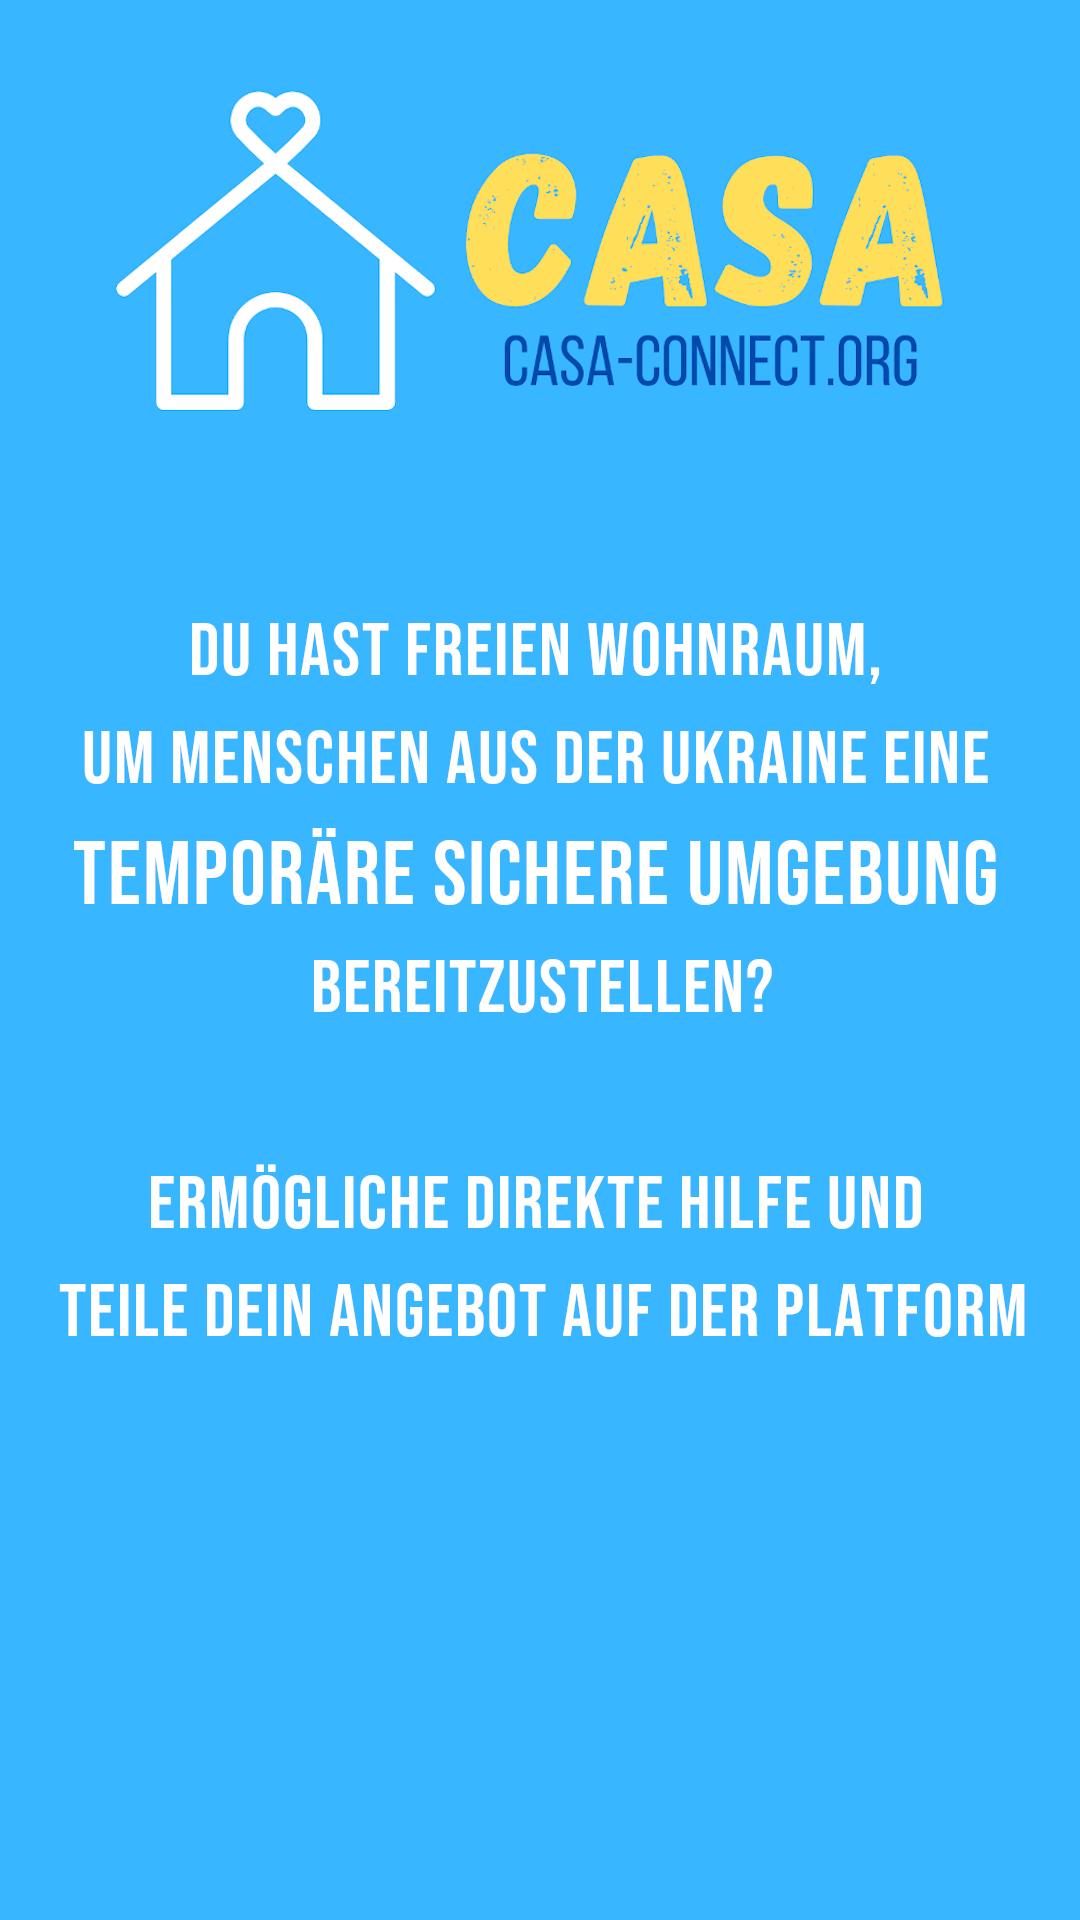 CASA
CASA-CONNECT.ORG
DU HAST FREIEN WOHNRAUM,
UM MENSCHEN AUS DER UKRAINE EINE
TEMPORÄRE SICHERE UMGEBUNG
BEREITZUSTELLEN?
ERMÖGLICHE DIREKTE HILFE UND
TEILE DEIN ANGEBOT AUF DER PLATFORM